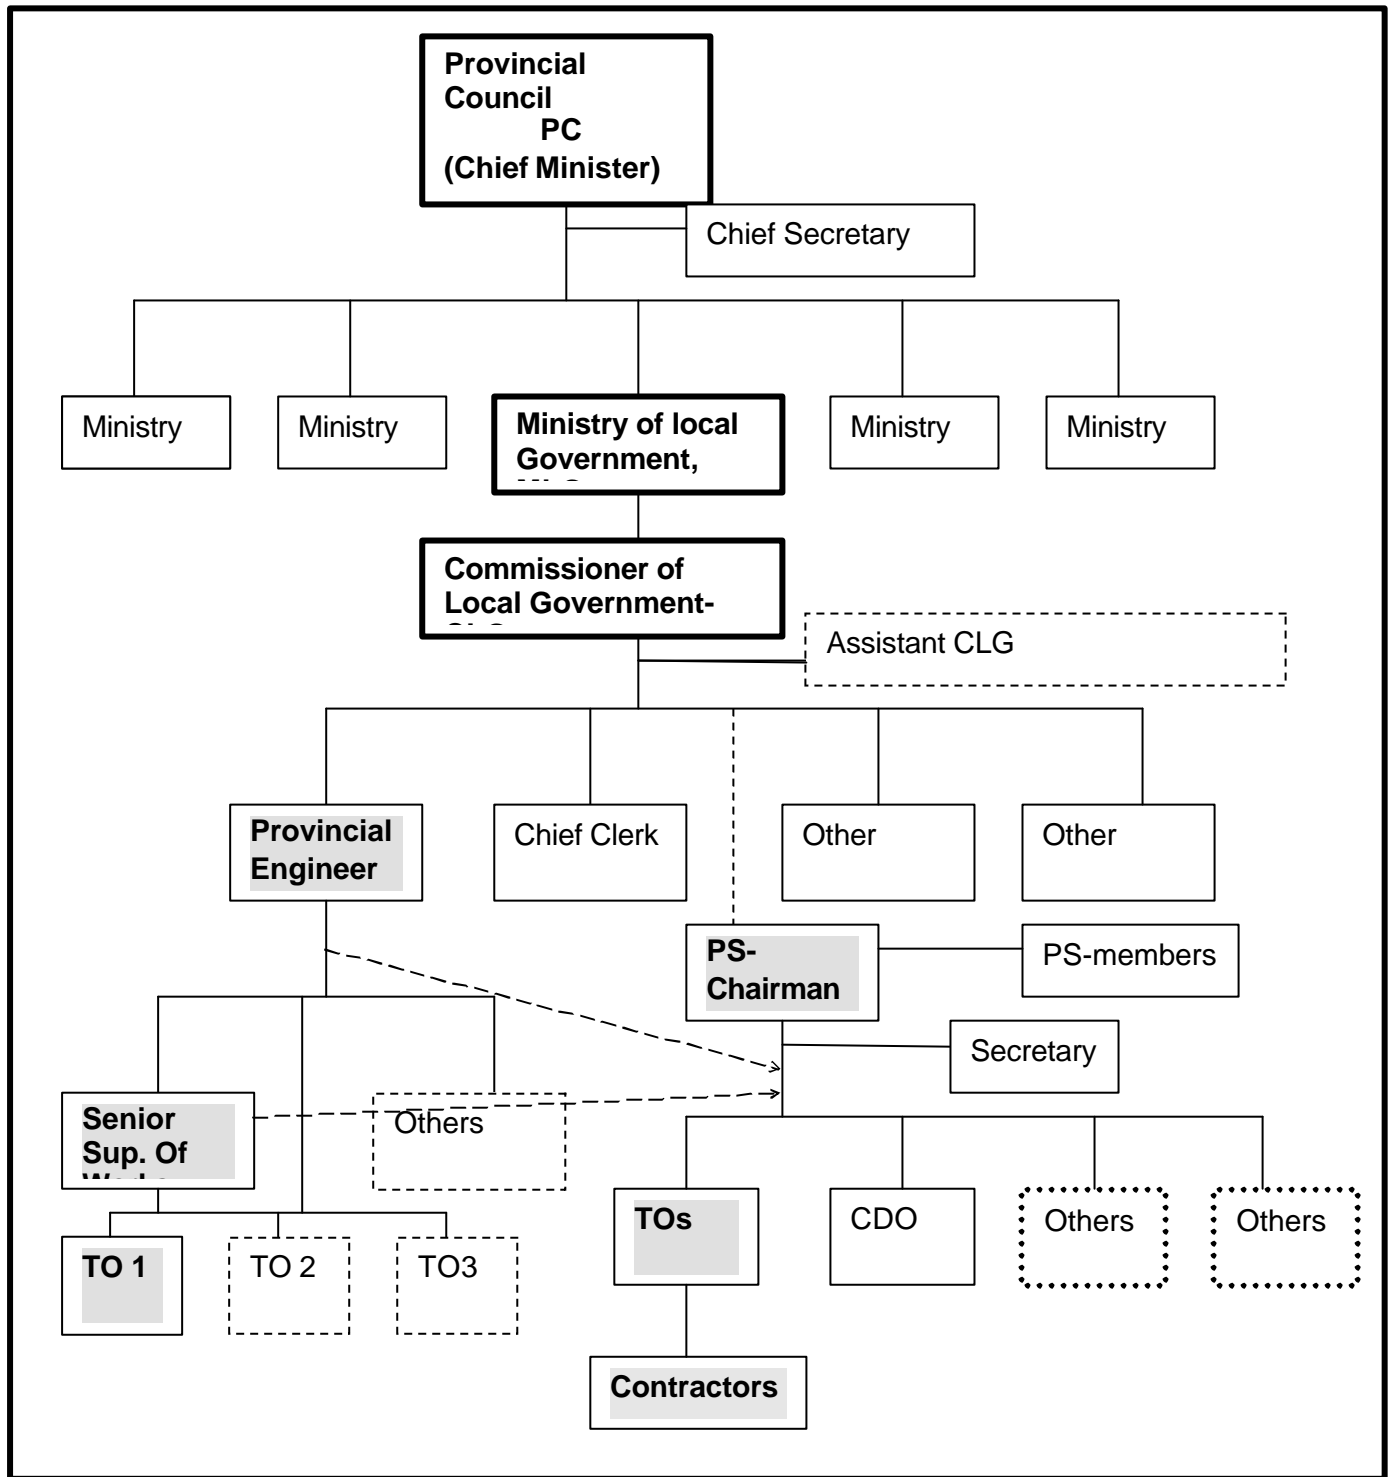 Provincial
Council
PC
(Chief Minister)
Chief Secretary
Ministry
Ministry
Ministry of local
Government,
Ministry
Ministry
Commissioner of
Local Government-
Assistant CLG
Provincial
Engineer
Chief Clerk
Other
Other
PS-
Chairman
PS-members
Secretary
Senior
Sup. Of
Others
TOs
CDO
Others
Others
TO 1
TO 2
TO3
Contractors